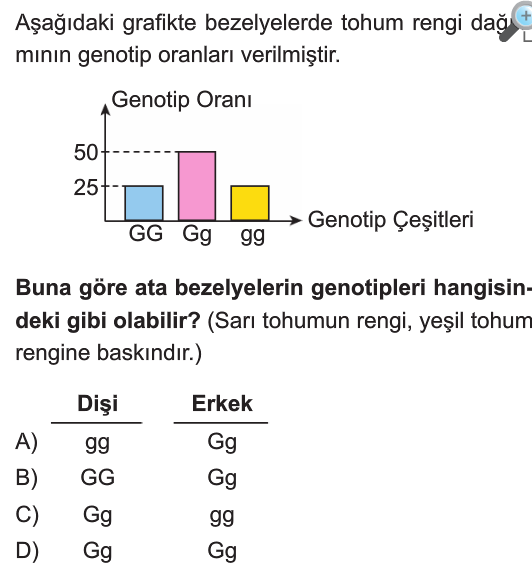 Aşağıdaki grafikte bezelyelerde tohum rengi dağı
mının genotip oranları verilmiştir.
Genotip Oranı
50
25
Genotip Çeşitleri
GG Gg gg
Buna göre ata bezelyelerin genotipleri hangisin-
deki gibi olabilir? (Sarı tohumun rengi, yeşil tohum
rengine baskındır.)
Dişi Erkek
A) gg Gg
B) GG Gg
C) Gg gg
D) Gg Gg